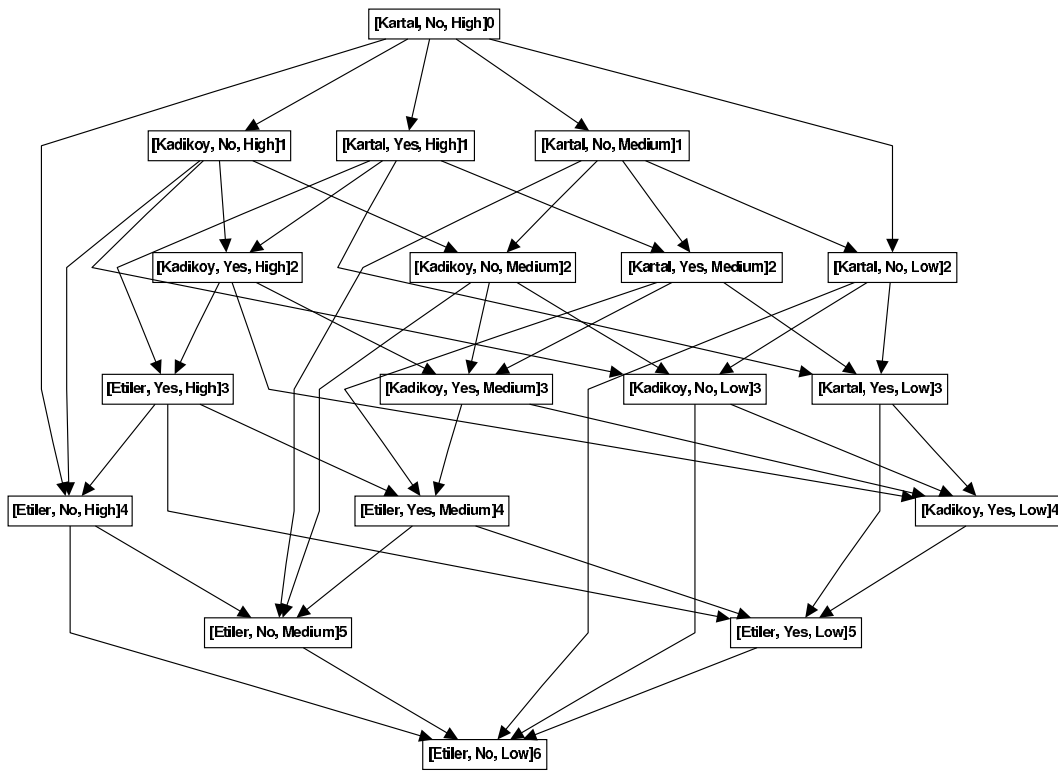 [Kartal, No, High]0
[Kadikoy, No, High]1
[Kartal, Yes, High]1
[Kartal, No, Medium]1
[Kadikoy, Yes, High]2
[Kadikoy, No, Medium]2
[Kartal, Yes, Medium]2
[Kartal, No, Low]2
[Etiler, Yes, High]3
[Kadikoy, Yes, Medium]3
[Kadikoy, No, Low]3
[Kartal, Yes, Low]3
[Etiler, No, High]4
[Etiler, Yes, Medium]4
[Kadikoy, Yes, Low]4
[Etiler, No, Medium]5
[Etiler, Yes, Low]5
[Etiler, No, Low]6